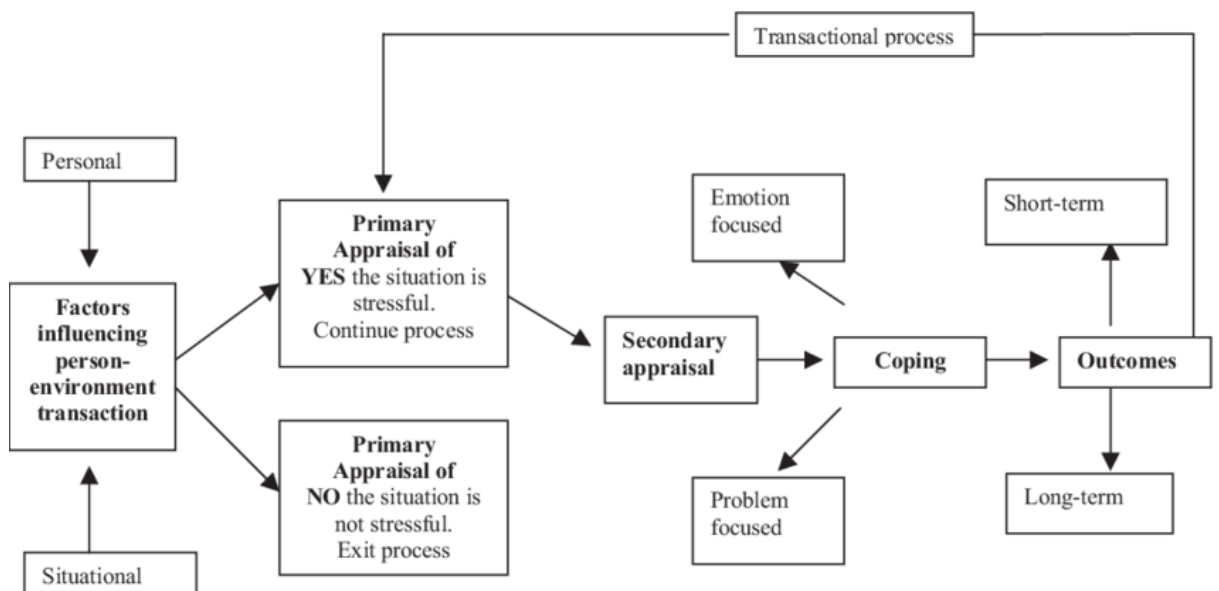 Transactional process
Personal
Factors
influencing
person-
environment
transaction
Situational
Primary
Appraisal of
YES the situation is
stressful.
Continue process
Primary
Appraisal of
NO the situation is
not stressful.
Exit process
Secondary
appraisal
Emotion
focused
Coping
Problem
focused
Short-term
Outcomes
Long-term